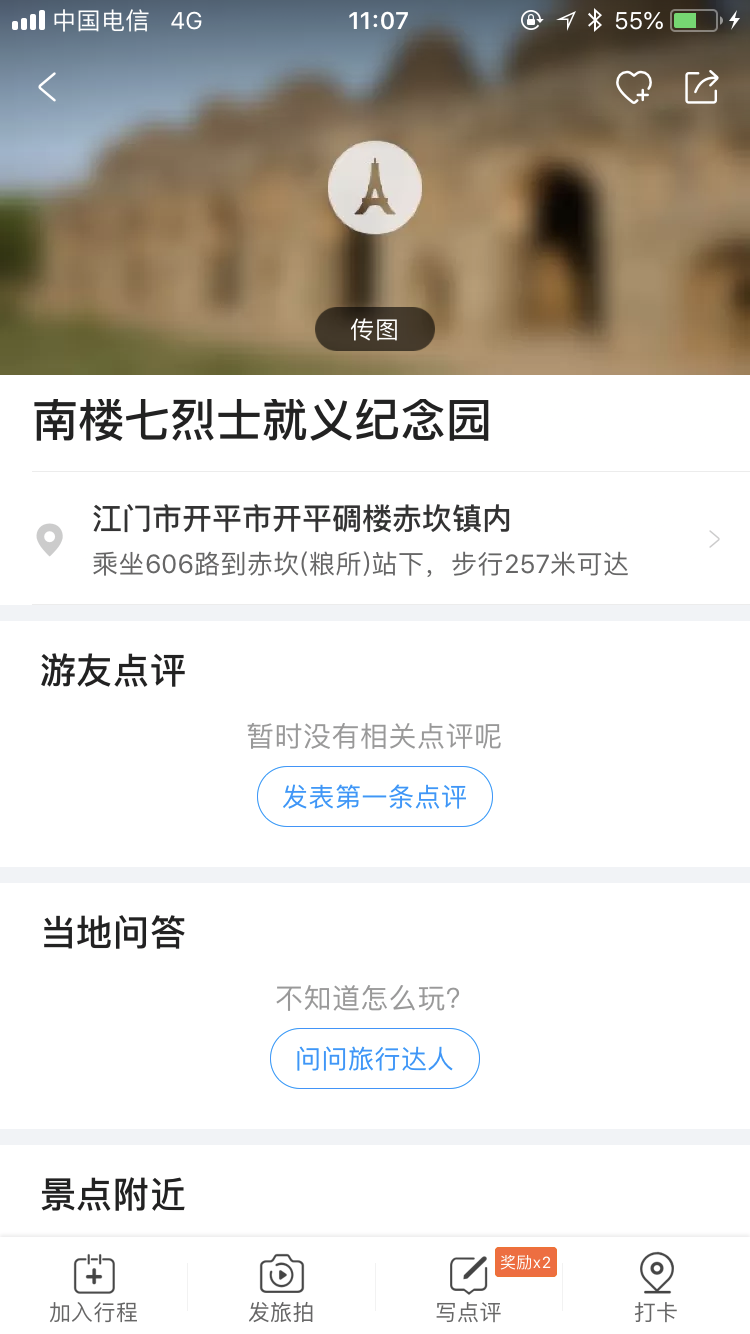 中国电信 4G 11:07 55%
传图
南楼七烈士就义纪念园
江门市开平市开平碉楼赤坎镇内
乘坐606路到赤坎(粮所)站下，步行257米可达
游友点评
暂时没有相关点评呢
发表第一条点评
当地问答
不知道怎么玩?
问问旅行达人
景点附近
奖励x2
加入行程 发旅拍 写点评 打卡